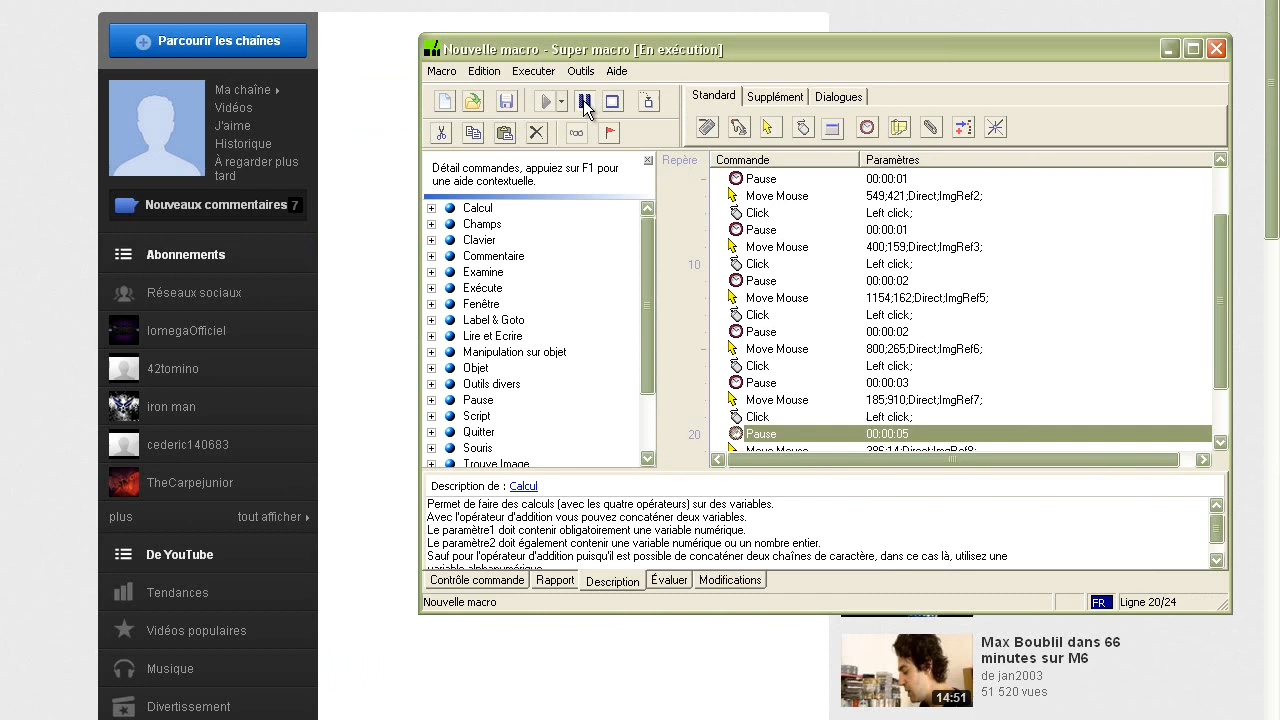 Parcourir les chaînes
Ma chaîne
Vidéos
J'aime
Historique
À regarder plus
tard
Nouveaux commentaires 7
Abonnements
Réseaux sociaux
IomegaOfficiel
42tomino
iron man
cederic140683
TheCarpejunior
plus tout afficher
De YouTube
Tendances
Vidéos populaires
Musique
Divertissement
Nouvelle macro - Super macro [En exécution]
Macro Edition Executer Outils Aide
Standard Supplément Dialogues
Détail commandes, appuiez sur F1 pour
une aide contextuelle.
Calcul
Champs
Clavier
Commentaire
Examine
Exécute
Fenêtre
Label & Goto
Lire et Ecrire
Manipulation sur objet
Objet
Outils divers
Pause
Script
Quitter
Souris
Trouve Image
Repère Commande Paramètres
Pause 00:00:01
Move Mouse 549;421;Direct;ImgRef2;
Click Left click;
Pause 00:00:01
Move Mouse 400;159;Direct;ImgRef3;
10 Click Left click;
Pause 00:00:02
Move Mouse 1154;162;Direct;ImgRef5;
Click Left click;
Pause 00:00:02
Move Mouse 800;265;Direct;ImgRef6;
Click Left click;
Pause 00:00:03
Move Mouse 185;910;Direct;ImgRef7;
Click Left click;
20 Pause 00:00:05
Move Mouse 386;14;Direct;ImgRef8;
Description de : Calcul
Permet de faire des calculs (avec les quatre opérateurs) sur des variables.
Avec l'opérateur d'addition vous pouvez concaténer deux variables.
Le paramètre1 doit contenir obligatoirement une variable numérique.
Le paramètre2 doit également contenir une variable numérique ou un nombre entier.
Sauf pour l'opérateur d'addition puisqu'il est possible de concaténer deux chaînes de caractère, dans ce cas là, utilisez une
variable alphanumérique.
Contrôle commande Rapport Description Évaluer Modifications
Nouvelle macro FR Ligne 20/24
Max Boublil dans 66
minutes sur M6
de jan2003
51 520 vues
14:51